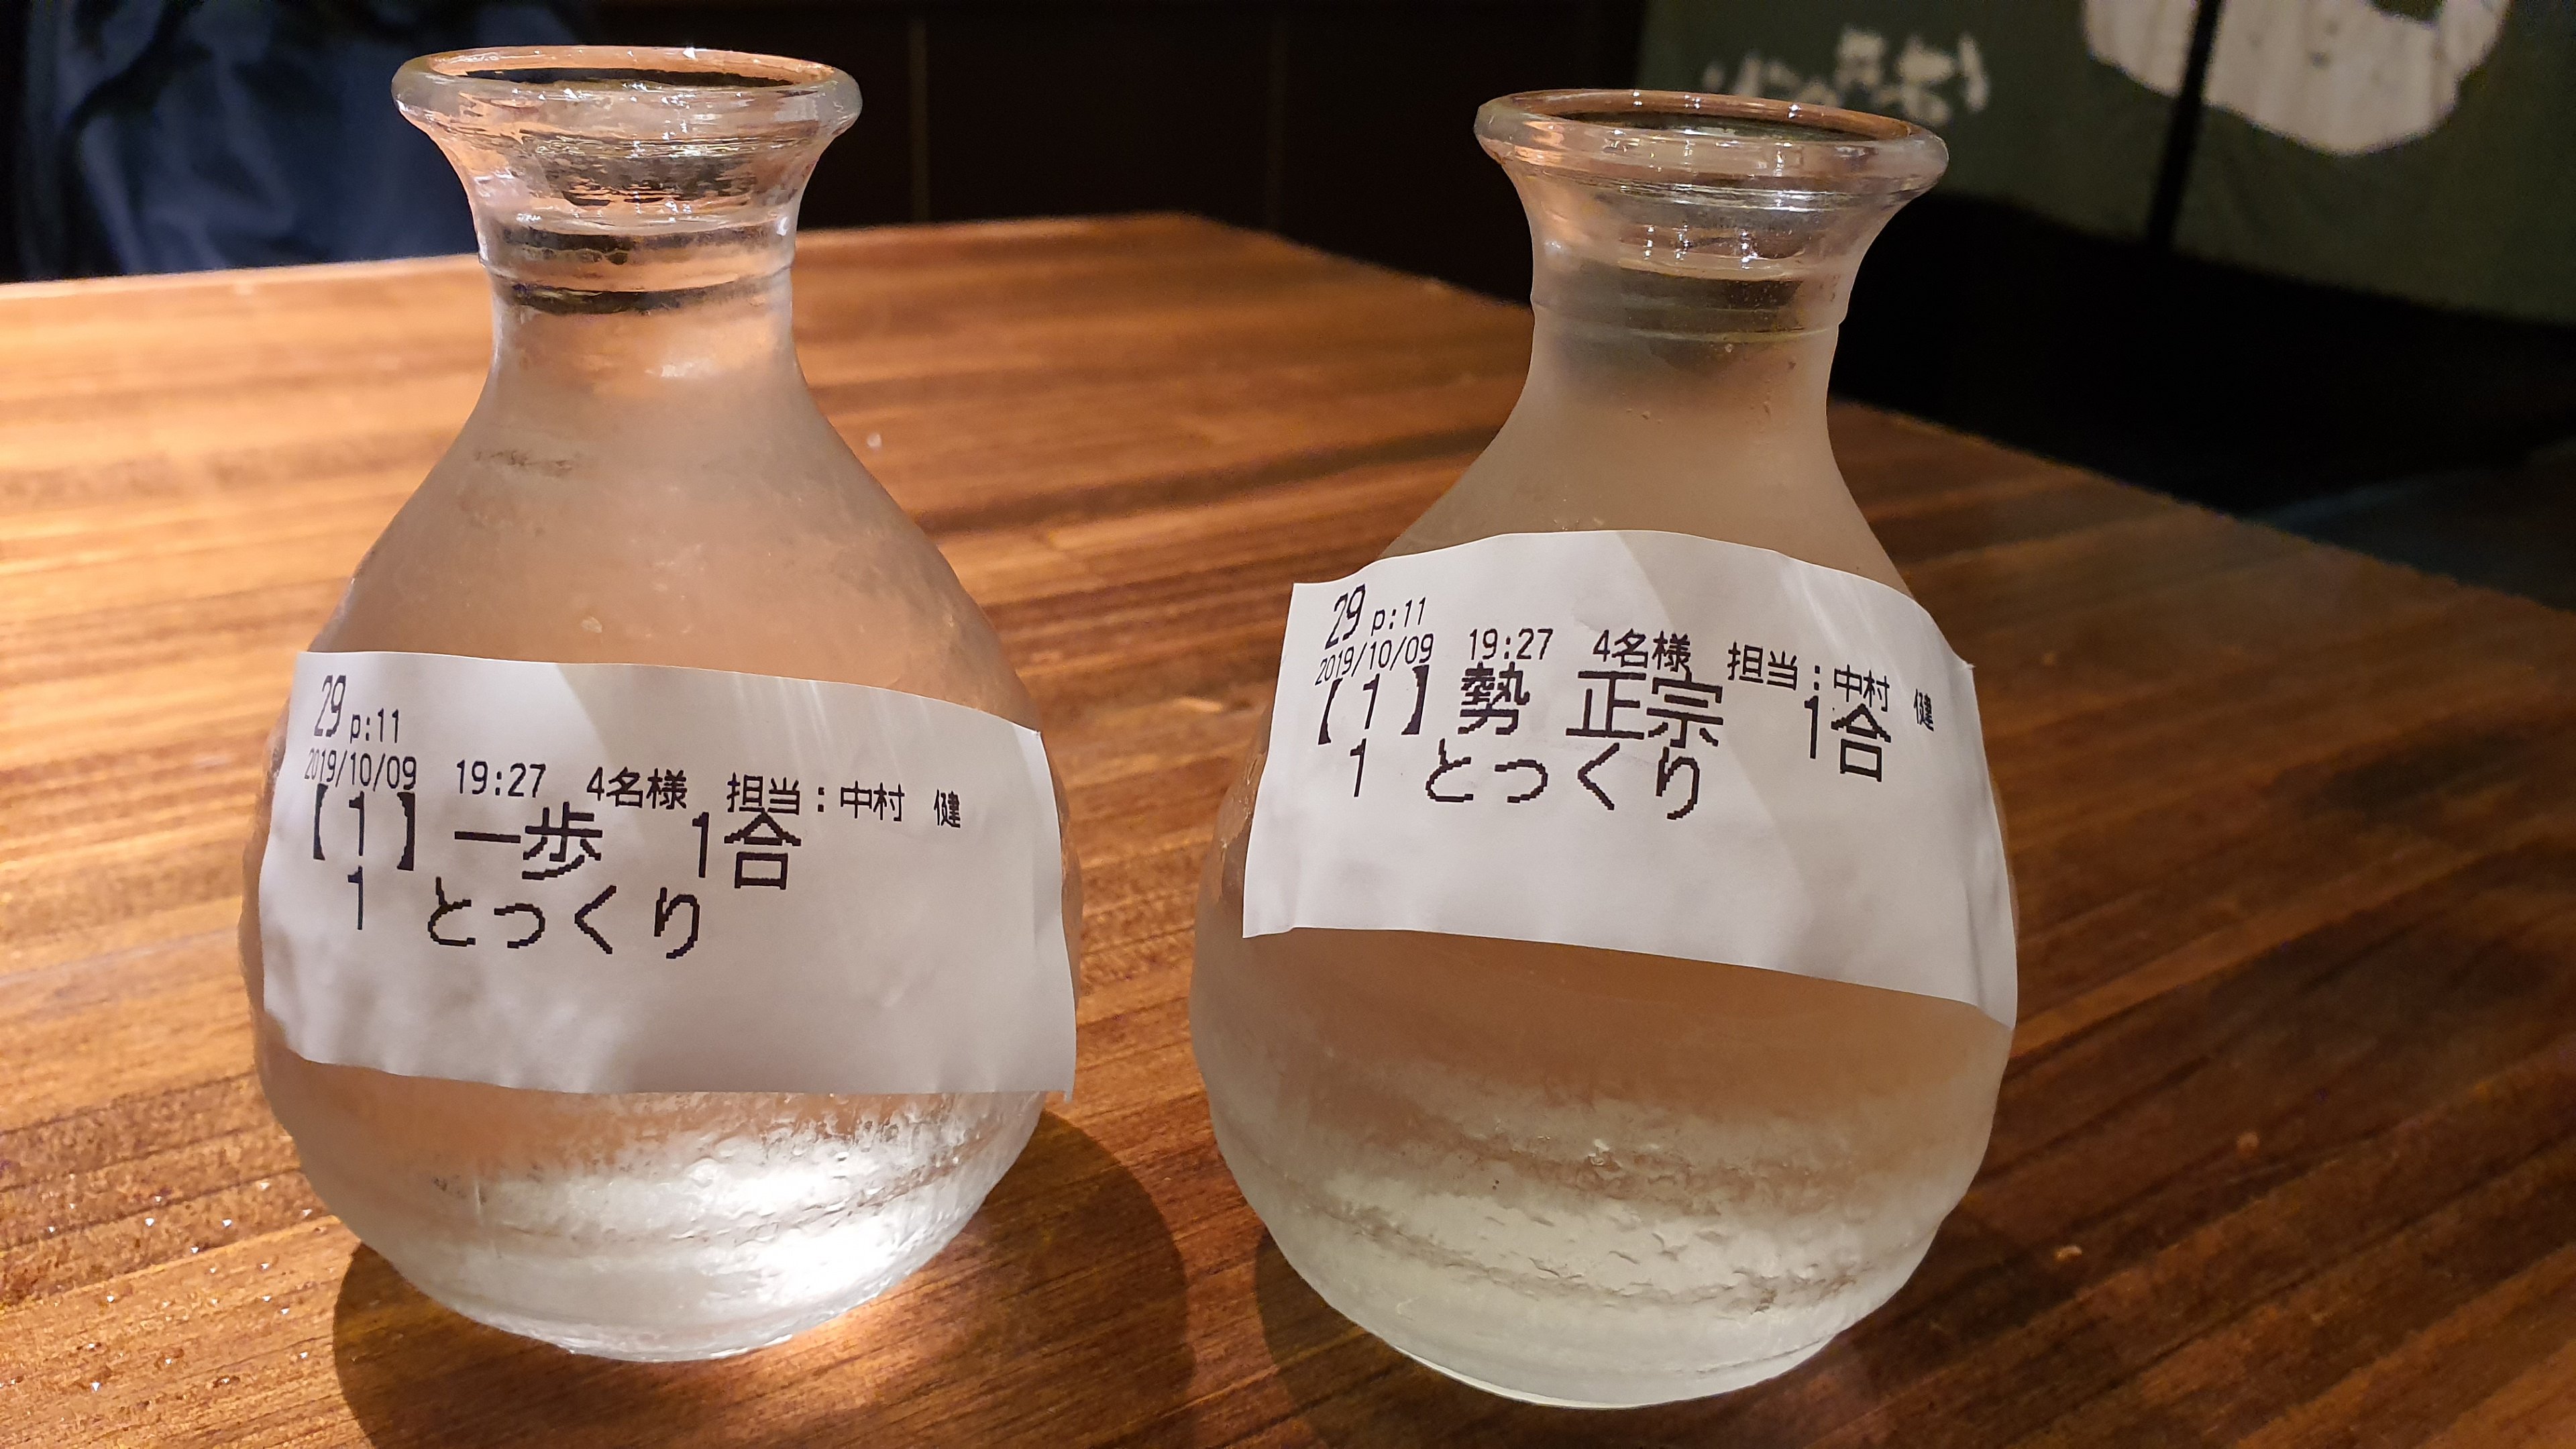 29 p:11
2019/10/09 19:27 4名様 担当:中村 健
【1】一歩 1合
1 とっくり
29 p:11
2019/10/09 19:27 4名様 担当:中村 健
【1】勢 正宗 1合
1 とっくり